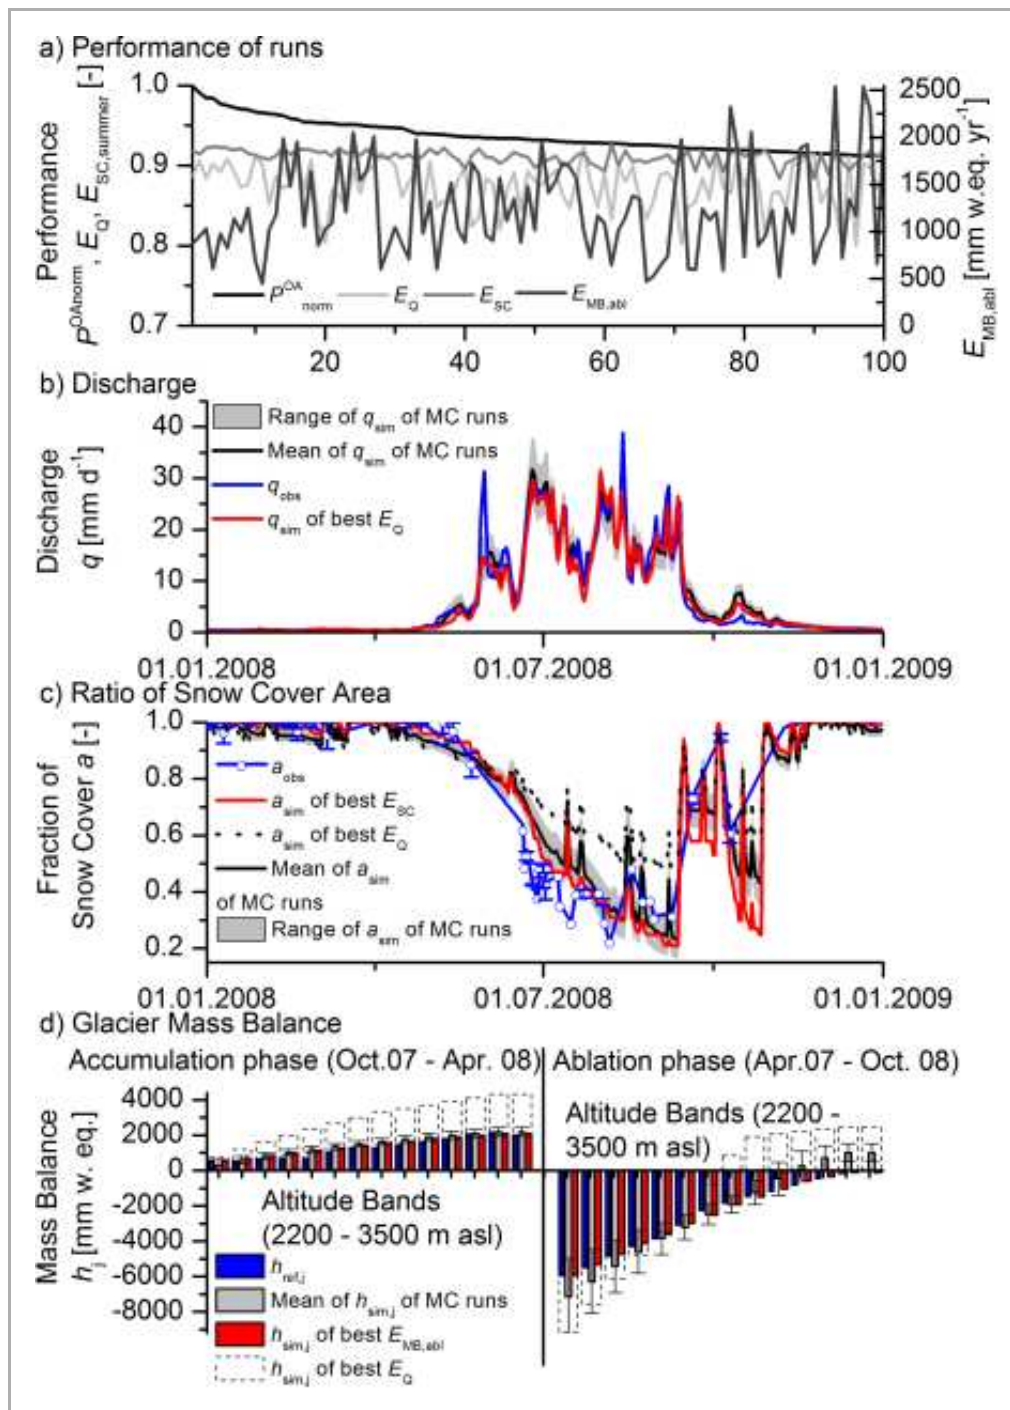 a) Performance of runs
Performance
P^OAnorm, E_Q, E_SC,summer [-]
1.0
0.9
0.8
0.7
2500
2000
1500
1000
500
0
E_MB,abl [mm w.eq. yr^-1]
P^OA_norm E_Q E_SC E_MB,abl
20 40 60 80 100
b) Discharge
Discharge
q [mm d^-1]
40
30
20
10
0
Range of q_sim of MC runs
Mean of q_sim of MC runs
q_obs
q_sim of best E_Q
01.01.2008 01.07.2008 01.01.2009
c) Ratio of Snow Cover Area
Fraction of
Snow Cover a [-]
1.0
0.8
0.6
0.4
0.2
a_obs
a_sim of best E_SC
a_sim of best E_Q
Mean of a_sim
of MC runs
Range of a_sim of MC runs
01.01.2008 01.07.2008 01.01.2009
d) Glacier Mass Balance
Accumulation phase (Oct.07 - Apr. 08)
Ablation phase (Apr.07 - Oct. 08)
Mass Balance
h_j [mm w. eq.]
4000
2000
0
-2000
-4000
-6000
-8000
Altitude Bands (2200 -
3500 m asl)
Altitude Bands
(2200 - 3500 m asl)
h_ref,j
Mean of h_sim,j of MC runs
h_sim,j of best E_MB,abl
h_sim,j of best E_Q